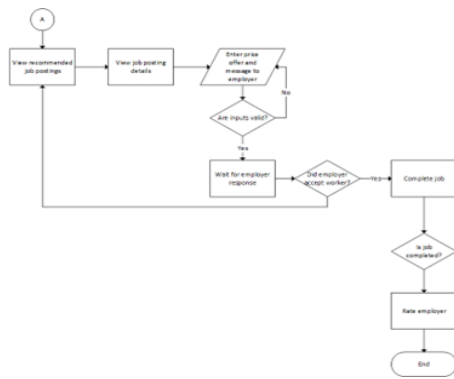 A
View recommended
job postings
View job posting
details
Enter price
offer and
message to
employer
No
Are inputs valid?
Yes
Wait for employer
response
Did employer
accept worker?
Yes
Complete job
Is job
completed?
Rate employer
End